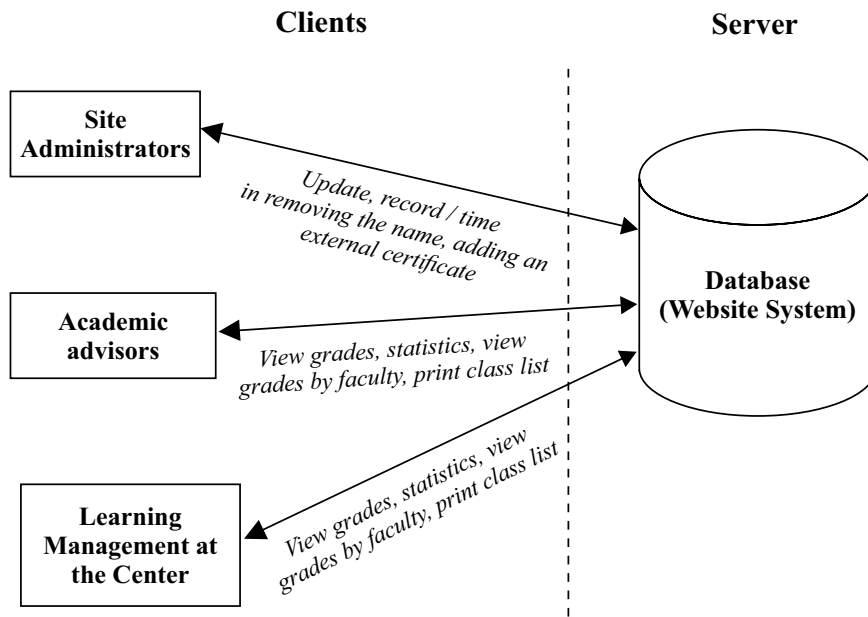 Clients
Server
Site
Administrators
Update, record / time
in removing the name, adding an
external certificate
Database
(Website System)
Academic
advisors
View grades, statistics, view
grades by faculty, print class list
Learning
Management at
the Center
View grades, statistics, view
grades by faculty, print class list